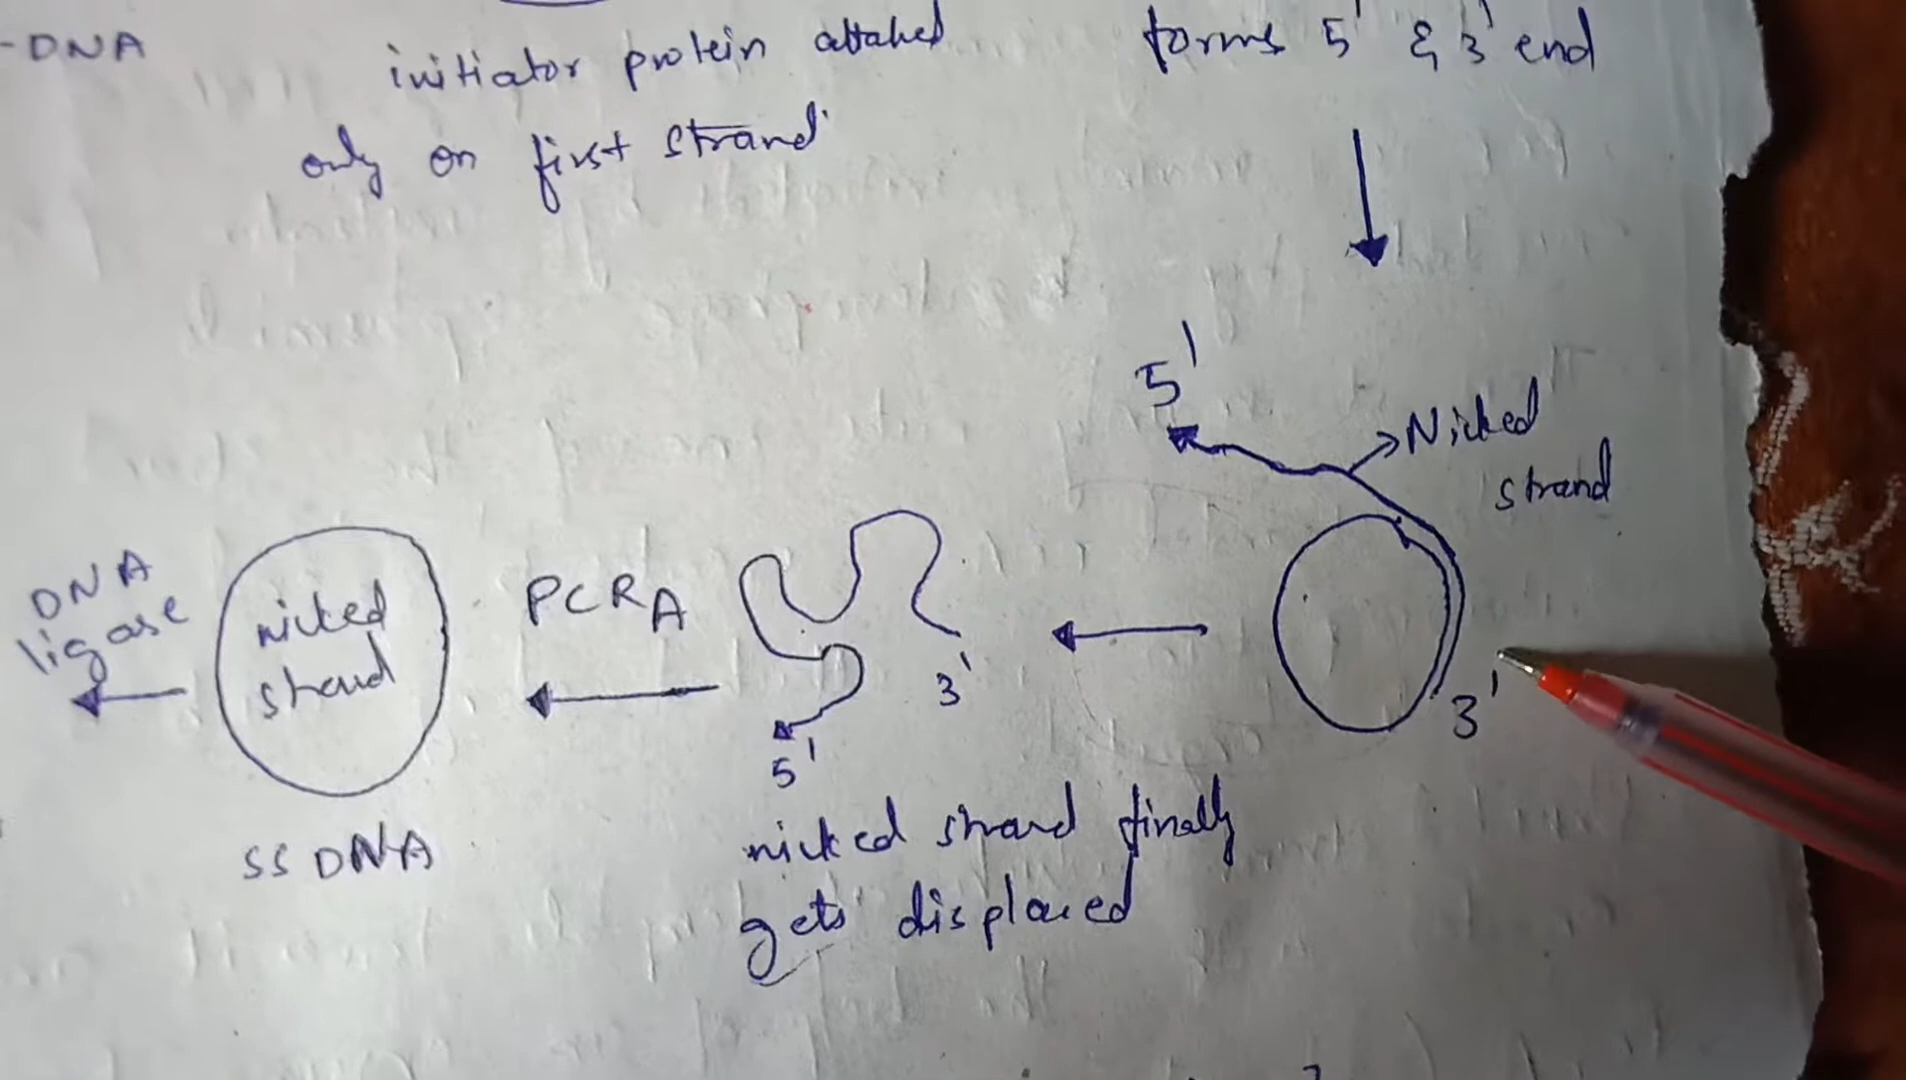 -DNA
initiator protein attaked
only on first strand
forms 5' & 3' end
5'
Nicked
strand
3'
3'
5'
nicked strand finally
gets displaced
PCRA
nicked
strand
SS DNA
DNA
ligase